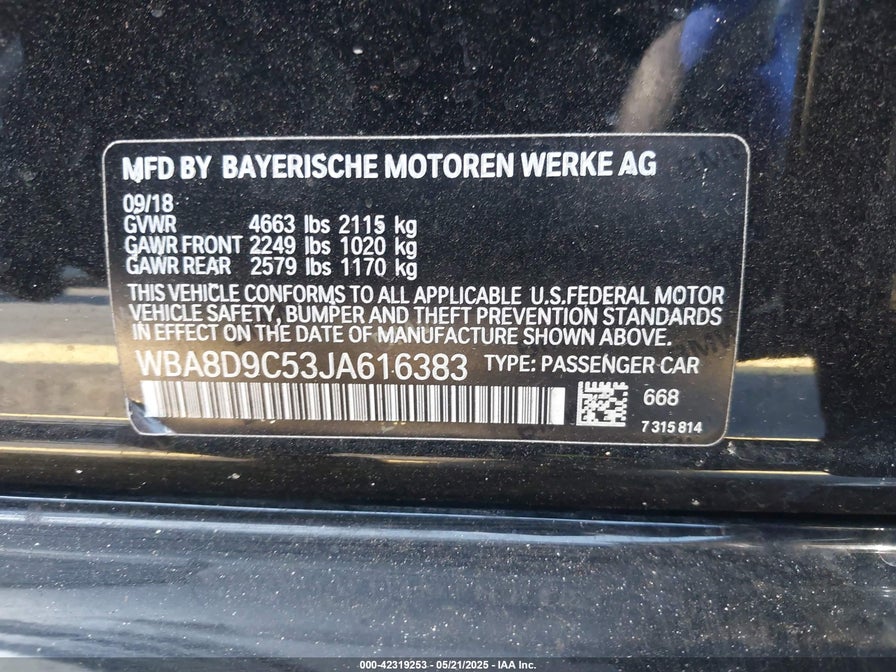 MFD BY BAYERISCHE MOTOREN WERKE AG
09/18
GVWR 4663 lbs 2115 kg
GAWR FRONT 2249 lbs 1020 kg
GAWR REAR 2579 lbs 1170 kg
THIS VEHICLE CONFORMS TO ALL APPLICABLE U.S.FEDERAL MOTOR
VEHICLE SAFETY, BUMPER AND THEFT PREVENTION STANDARDS
IN EFFECT ON THE DATE OF MANUFACTURE SHOWN ABOVE.
WBA8D9C53JA616383 TYPE: PASSENGER CAR
668
7 315 814
000-42319253 - 05/21/2025 - IAA Inc.